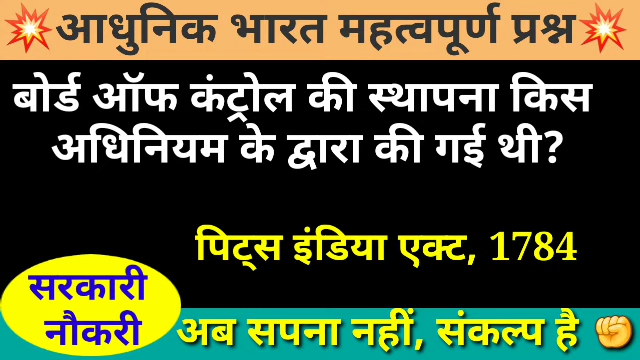 💥आधुनिक भारत महत्वपूर्ण प्रश्न💥
बोर्ड ऑफ कंट्रोल की स्थापना किस
अधिनियम के द्वारा की गई थी?
पिट्स इंडिया एक्ट, 1784
सरकारी
नौकरी
अब सपना नहीं, संकल्प है ✊